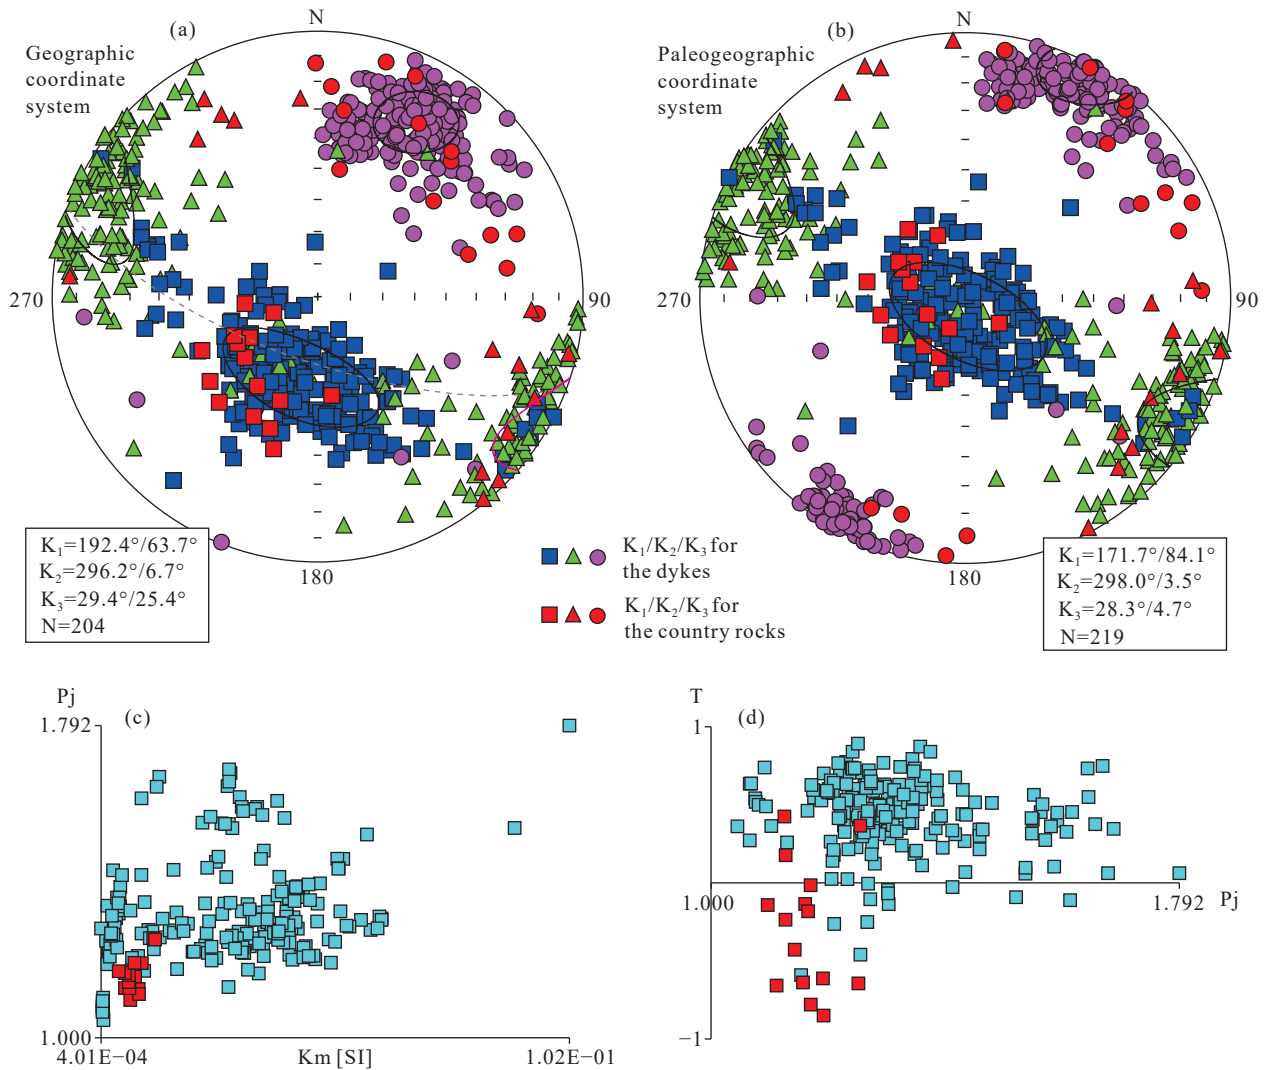 (a)
N
Geographic
coordinate
system
270
90
180
K₁=192.4°/63.7°
K₂=296.2°/6.7°
K₃=29.4°/25.4°
N=204
(b)
N
Paleogeographic
coordinate
system
270
90
180
K₁=171.7°/84.1°
K₂=298.0°/3.5°
K₃=28.3°/4.7°
N=219
K₁/K₂/K₃ for
the dykes
K₁/K₂/K₃ for
the country rocks
Pj
(c)
1.792
1.000
4.01E−04
Km [SI]
1.02E−01
T
(d)
1
1.000
1.792
Pj
−1